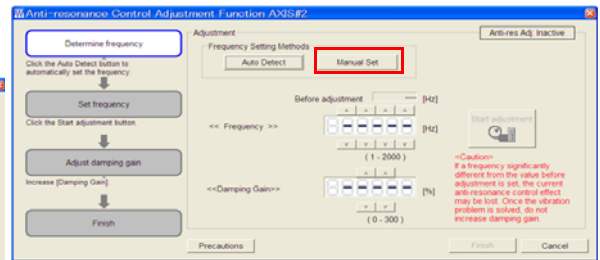 Anti-resonance Control Adjustment Function AXIS#2
Determine frequency
Click the Auto Detect button to
automatically set the frequency.
Set frequency
Click the Start adjustment button.
Adjust damping gain
Increase [Damping Gain].
Finish
Adjustment
Anti-res Adj: Inactive
Frequency Setting Methods
Auto Detect
Manual Set
Before adjustment ---- [Hz]
<< Frequency >>
[Hz]
( 1 - 2000 )
<<Damping Gain>>
[%]
( 0 - 300 )
Start adjustment
<Caution>
If a frequency significantly
different from the value before
adjustment is set, the current
anti-resonance control effect
may be lost. Once the vibration
problem is solved, do not
increase damping gain.
Precautions
Finish
Cancel